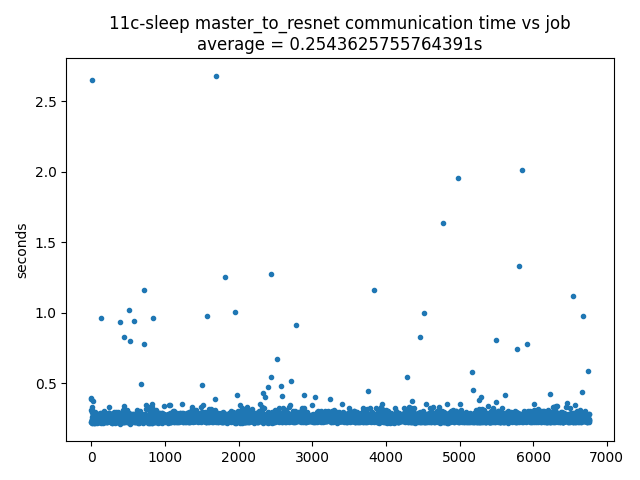 11c-sleep master_to_resnet communication time vs job
average = 0.2543625755764391s
2.5
2.0
1.5
1.0
0.5
seconds
0 1000 2000 3000 4000 5000 6000 7000